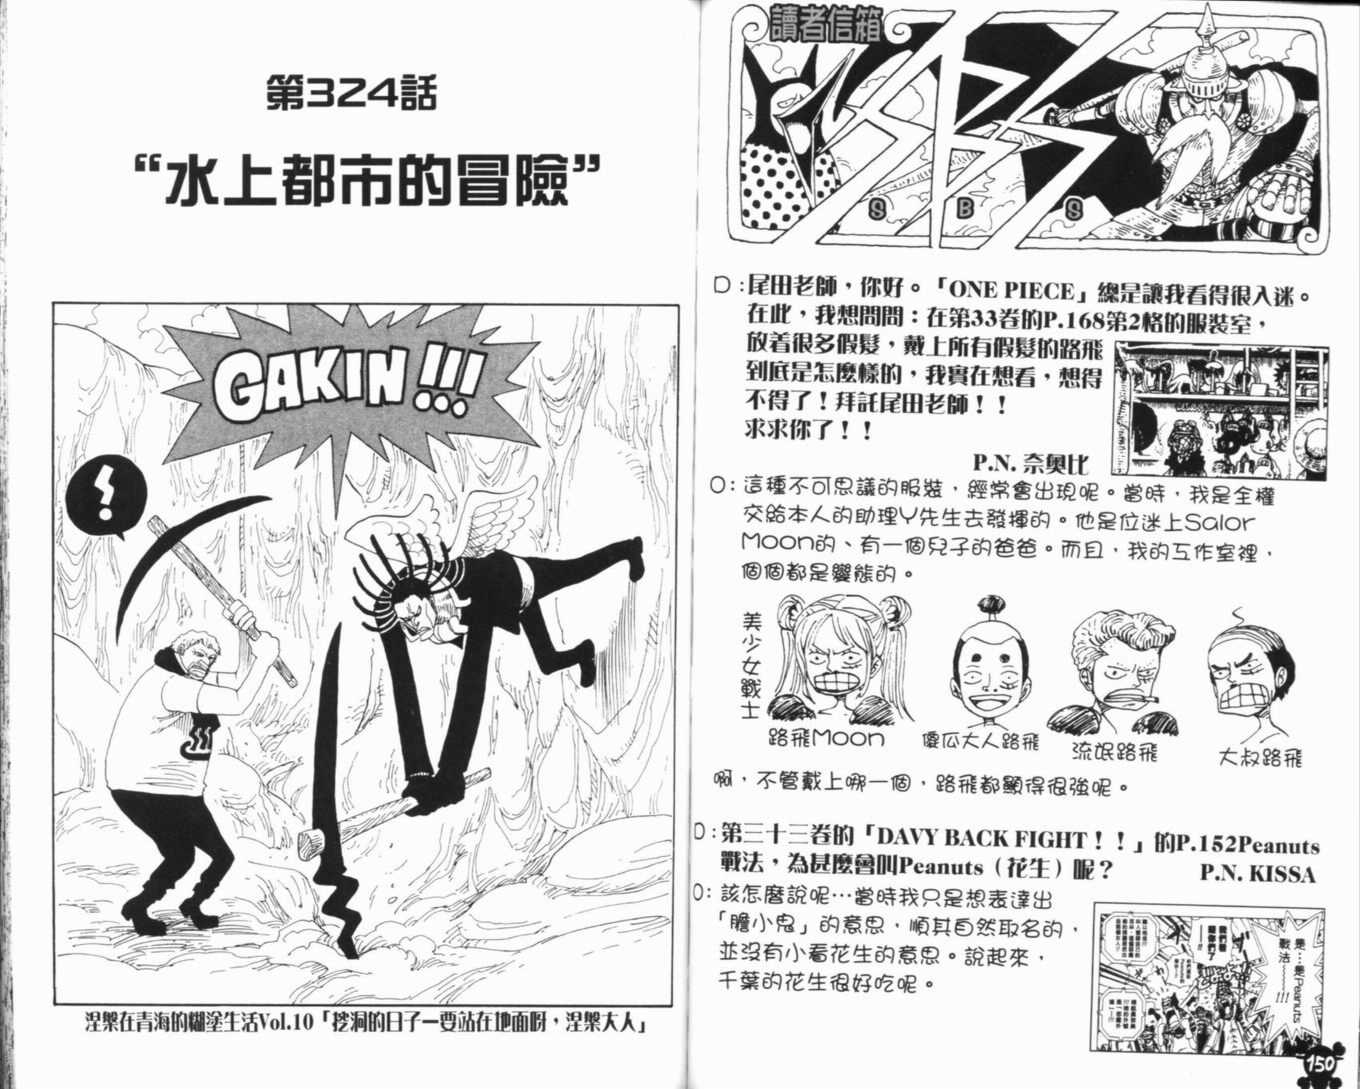 讀者信箱
S B S
D：尾田老師，你好。「ONE PIECE」總是讓我看得很入迷。
在此，我想問問：在第33卷的P.168第2格的服裝室，
放着很多假髮，戴上所有假髮的路飛
到底是怎麼樣的，我實在想看，想得
不得了！拜託尾田老師！！
求求你了！！
P.N. 奈奧比
O：這種不可思議的服裝，經常會出現呢。當時，我是全權
交給本人的助理Y先生去發揮的。他是位迷上Salor
Moon的、有一個兒子的爸爸。而且，我的工作室裡，
個個都是變態的。
美少女戰士
路飛Moon
傻瓜大人路飛
流氓路飛
大叔路飛
啊，不管戴上哪一個，路飛都顯得很強呢。
D：第三十三卷的「DAVY BACK FIGHT！！」的P.152Peanuts
戰法，為甚麼會叫Peanuts（花生）呢？
P.N. KISSA
O：該怎麼說呢…當時我只是想表達出
「膽小鬼」的意思，順其自然取名的，
並沒有小看花生的意思。說起來，
千葉的花生很好吃呢。
是…是Peanuts
戰法——!!!
150
第324話
“水上都市的冒險”
GAKIN!!!
!
涅槃在青海的糊塗生活Vol.10「挖洞的日子—要站在地面呀，涅槃大人」